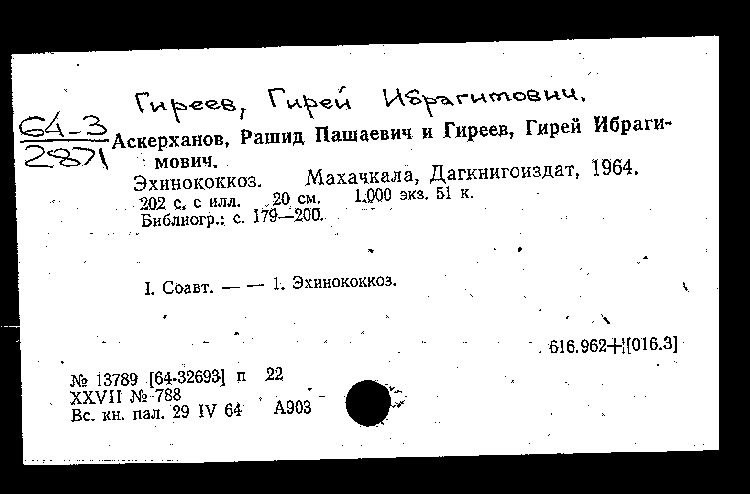 Гиреев, Гирей Ибрагимович.
64-3
2871
Аскерханов, Рашид Пашаевич и Гиреев, Гирей Ибраги-
мович.
Эхинококкоз. Махачкала, Дагкнигоиздат, 1964.
202 с. с илл. 20 см. 1.000 экз. 51 к.
Библиогр.: с. 179—200.
I. Соавт. — — 1. Эхинококкоз.
616.962+[016.3]
№ 13789 [64-32693] п 22
XXVII № 788
Вс. кн. пал. 29 IV 64 А903